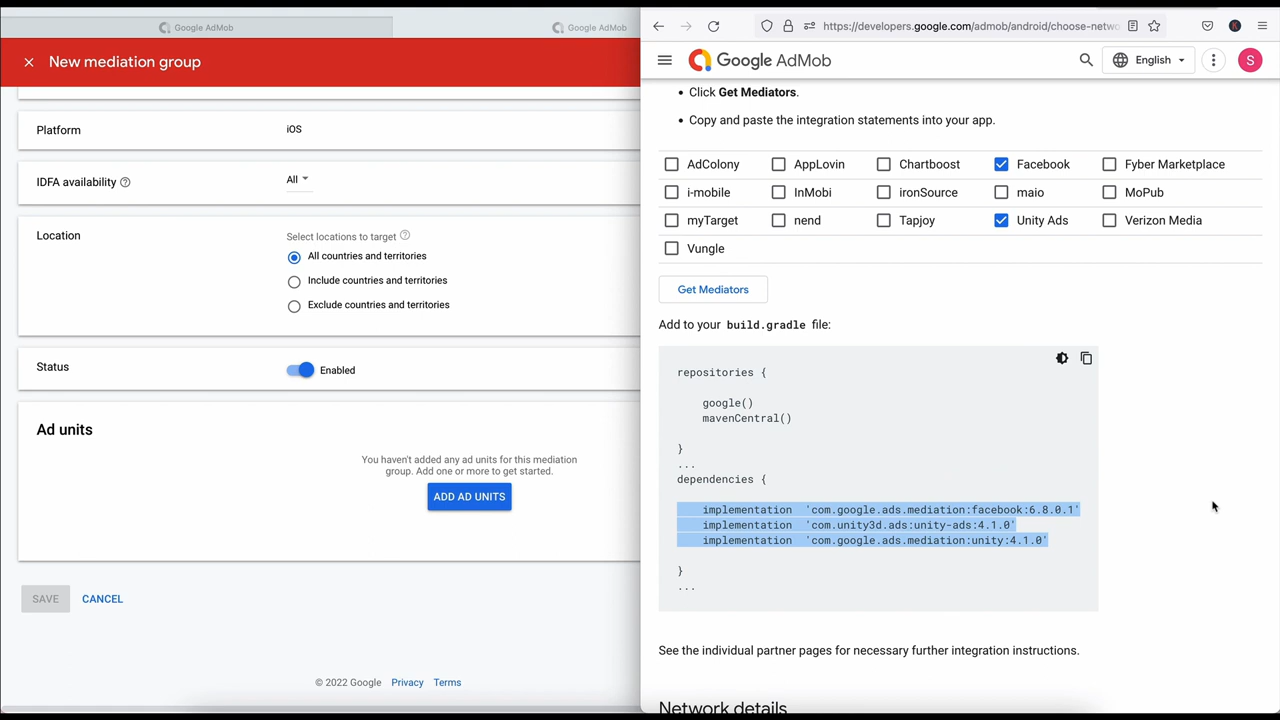 Google AdMob
Google AdMob
New mediation group
Platform
iOS
IDFA availability
All
Location
Select locations to target
All countries and territories
Include countries and territories
Exclude countries and territories
Status
Enabled
Ad units
You haven't added any ad units for this mediation
group. Add one or more to get started.
ADD AD UNITS
SAVE
CANCEL
© 2022 Google Privacy Terms
https://developers.google.com/admob/android/choose-netwo
Google AdMob
English
S
• Click Get Mediators.
• Copy and paste the integration statements into your app.
AdColony AppLovin Chartboost Facebook Fyber Marketplace
i-mobile InMobi ironSource maio MoPub
myTarget nend Tapjoy Unity Ads Verizon Media
Vungle
Get Mediators
Add to your build.gradle file:
repositories {
google()
mavenCentral()
}
...
dependencies {
implementation 'com.google.ads.mediation:facebook:6.8.0.1'
implementation 'com.unity3d.ads:unity-ads:4.1.0'
implementation 'com.google.ads.mediation:unity:4.1.0'
}
...
See the individual partner pages for necessary further integration instructions.
Network details